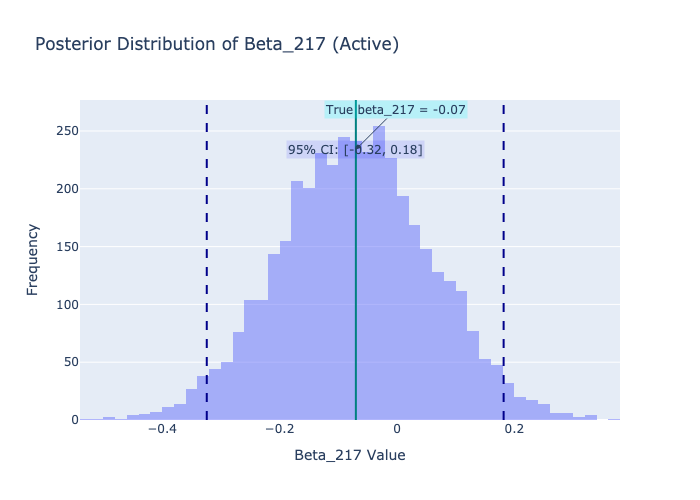 Posterior Distribution of Beta_217 (Active)
True beta_217 = -0.07
95% CI: [-0.32, 0.18]
Frequency
250
200
150
100
50
0
−0.4
−0.2
0
0.2
Beta_217 Value